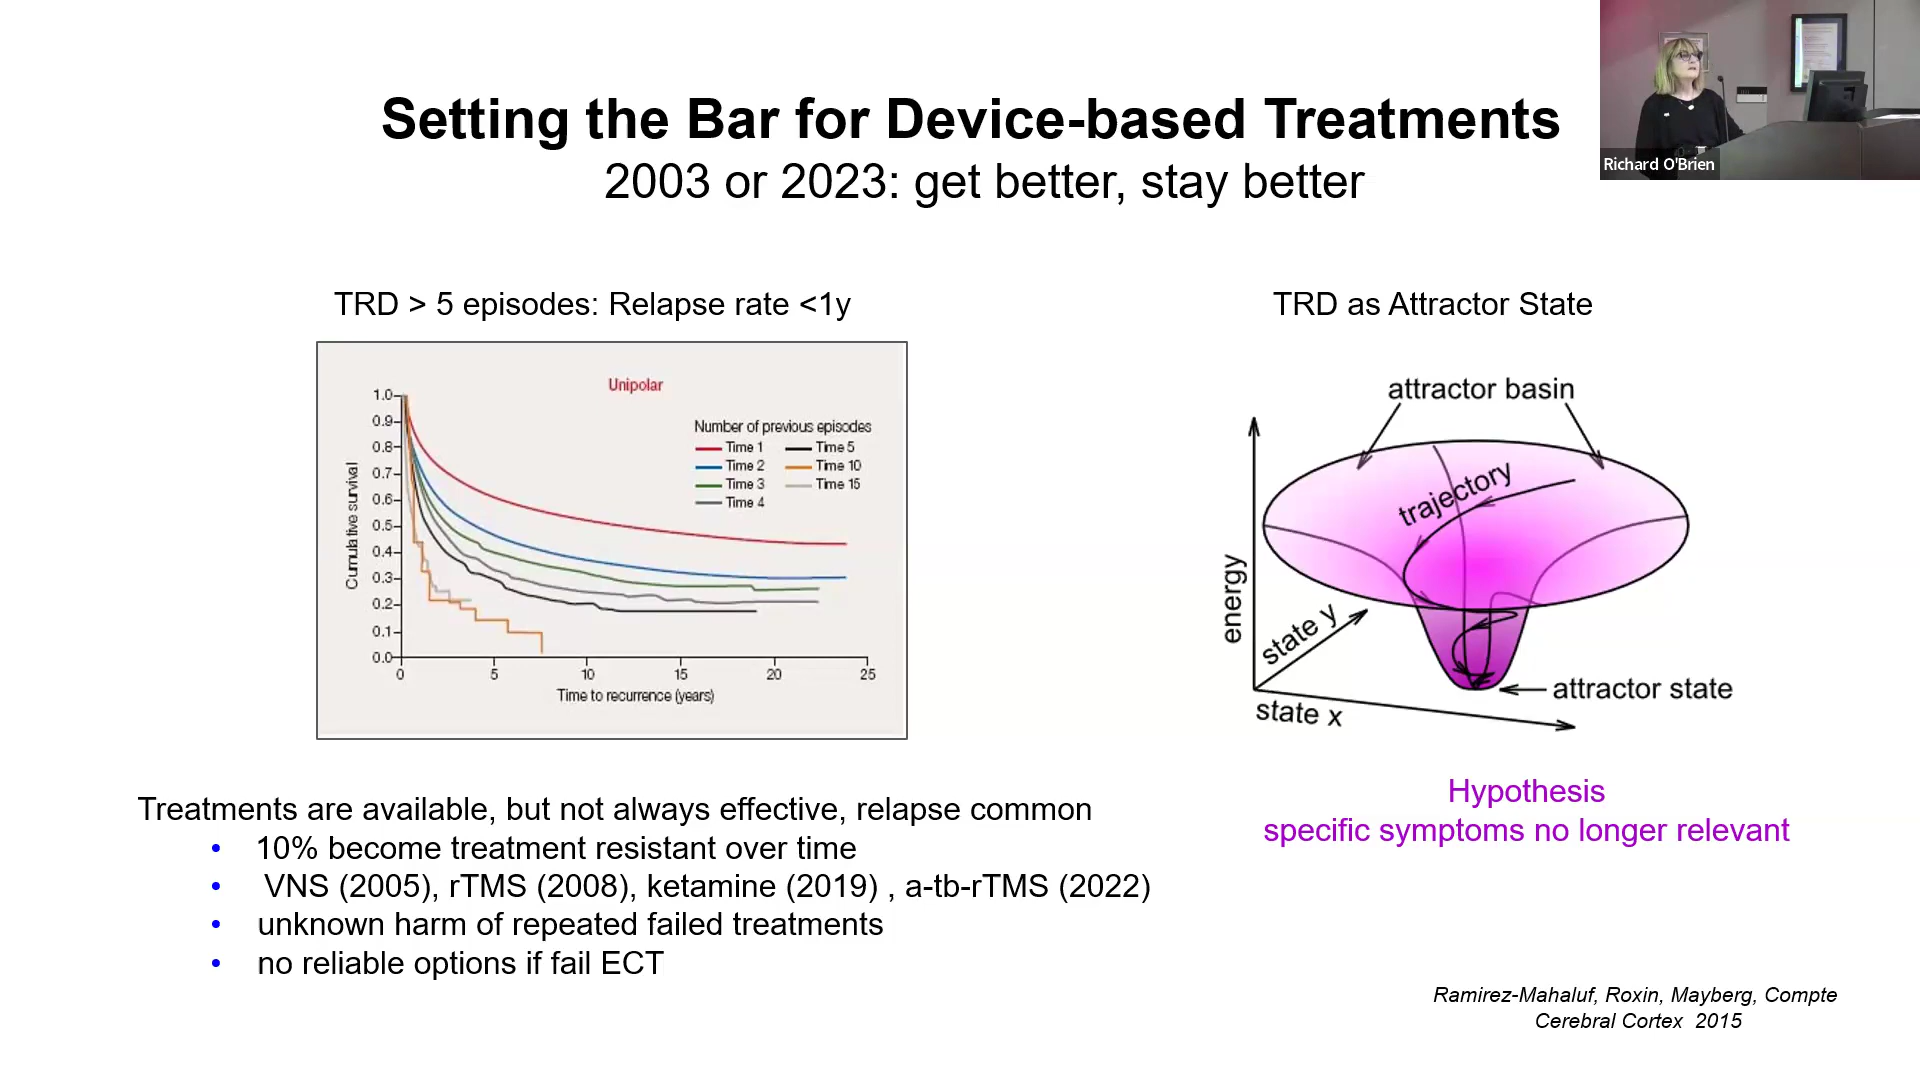 Setting the Bar for Device-based Treatments
2003 or 2023: get better, stay better
Richard O'Brien
TRD > 5 episodes: Relapse rate <1y
Unipolar
Number of previous episodes
Time 1
Time 5
Time 2
Time 10
Time 3
Time 15
Time 4
Cumulative survival
1.0
0.9
0.8
0.7
0.6
0.5
0.4
0.3
0.2
0.1
0.0
0 5 10 15 20 25
Time to recurrence (years)
TRD as Attractor State
attractor basin
trajectory
energy
state y
attractor state
state x
Treatments are available, but not always effective, relapse common
• 10% become treatment resistant over time
• VNS (2005), rTMS (2008), ketamine (2019) , a-tb-rTMS (2022)
• unknown harm of repeated failed treatments
• no reliable options if fail ECT
Hypothesis
specific symptoms no longer relevant
Ramirez-Mahaluf, Roxin, Mayberg, Compte
Cerebral Cortex 2015